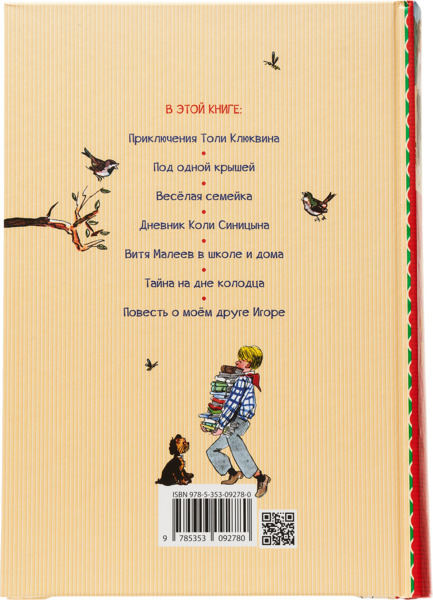 В ЭТОЙ КНИГЕ:
Приключения Толи Клюквина
•
Под одной крышей
•
Весёлая семейка
•
Дневник Коли Синицына
•
Витя Малеев в школе и дома
•
Тайна на дне колодца
•
Повесть о моём друге Игоре
ISBN 978-5-353-09278-0
9 785353 092780